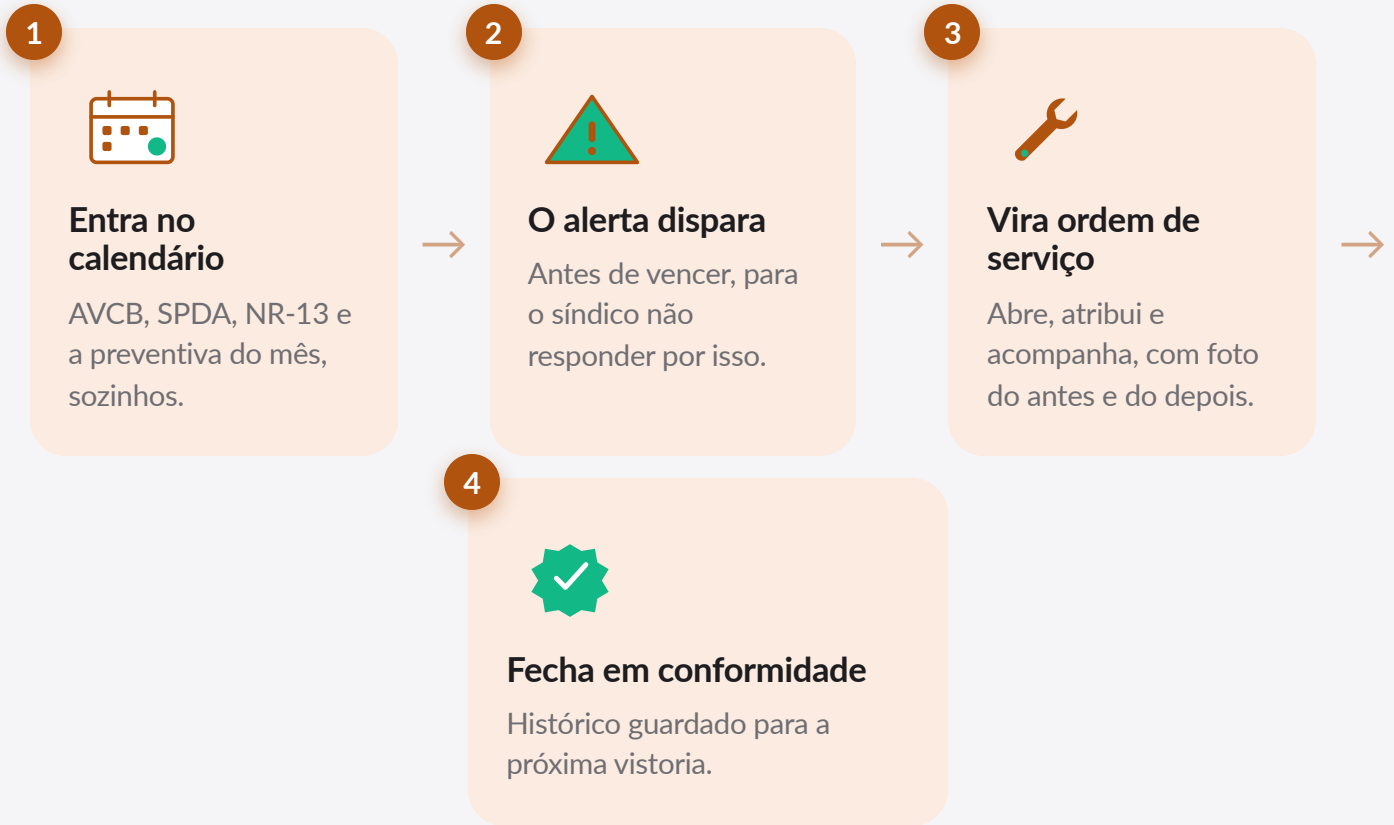 1
Entra no
calendário
AVCB, SPDA, NR-13 e
a preventiva do mês,
sozinhos.
2
O alerta dispara
Antes de vencer, para
o síndico não
responder por isso.
3
Vira ordem de
serviço
Abre, atribui e
acompanha, com foto
do antes e do depois.
4
Fecha em conformidade
Histórico guardado para a
próxima vistoria.